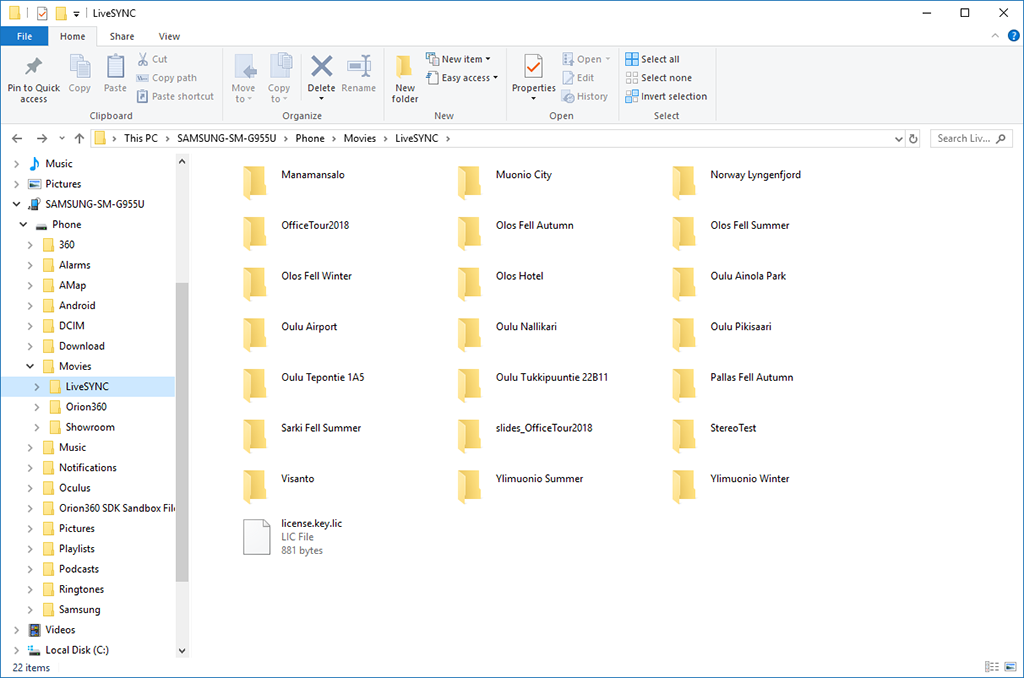 LiveSYNC
File Home Share View
Pin to Quick access
Copy
Paste
Cut
Copy path
Paste shortcut
Clipboard
Move to
Copy to
Delete
Rename
Organize
New folder
New item
Easy access
New
Properties
Open
Edit
History
Open
Select all
Select none
Invert selection
Select
This PC > SAMSUNG-SM-G955U > Phone > Movies > LiveSYNC >
Search Liv...
Music
Pictures
SAMSUNG-SM-G955U
Phone
360
Alarms
AMap
Android
DCIM
Download
Movies
LiveSYNC
Orion360
Showroom
Music
Notifications
Oculus
Orion360 SDK Sandbox File
Pictures
Playlists
Podcasts
Ringtones
Samsung
Videos
Local Disk (C:)
Manamansalo
Muonio City
Norway Lyngenfjord
OfficeTour2018
Olos Fell Autumn
Olos Fell Summer
Olos Fell Winter
Olos Hotel
Oulu Ainola Park
Oulu Airport
Oulu Nallikari
Oulu Pikisaari
Oulu Tepontie 1A5
Oulu Tukkipuuntie 22B11
Pallas Fell Autumn
Sarki Fell Summer
slides_OfficeTour2018
StereoTest
Visanto
Ylimuonio Summer
Ylimuonio Winter
license.key.lic
LIC File
881 bytes
22 items